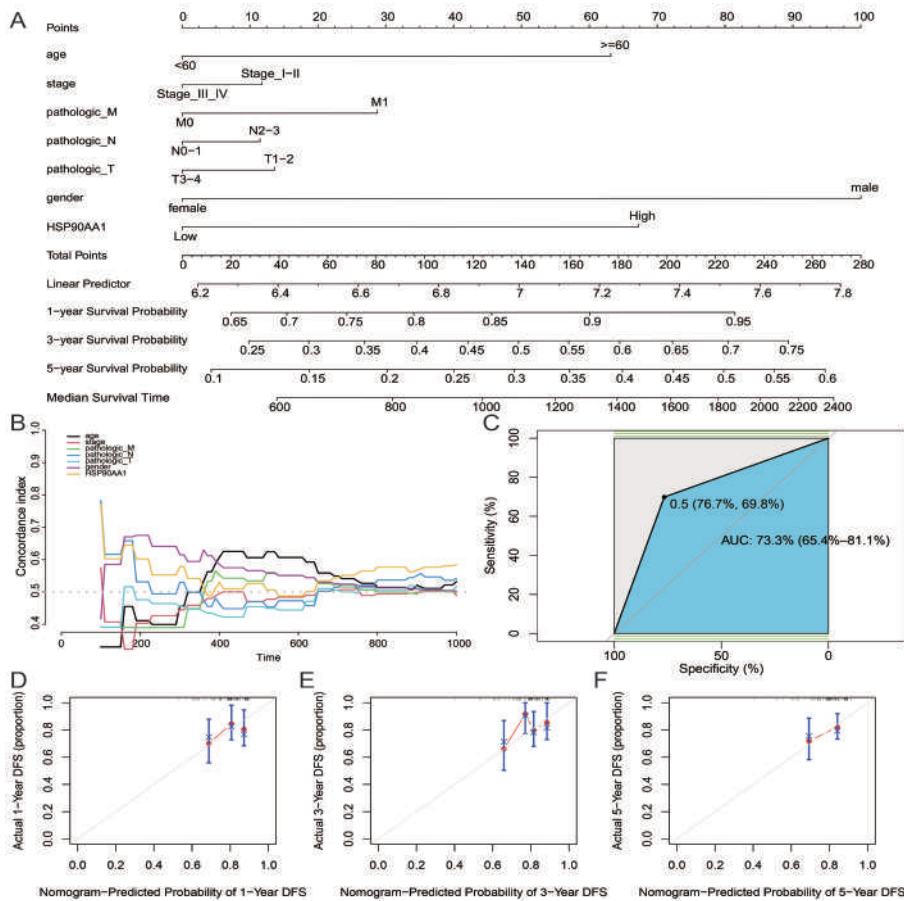 A
Points
0 10 20 30 40 50 60 70 80 90 100
age
<60
>=60
stage
Stage_III_IV
Stage_I-II
pathologic_M
M0
M1
pathologic_N
N0-1
N2-3
pathologic_T
T3-4
T1-2
gender
female
male
HSP90AA1
Low
High
Total Points
0 20 40 60 80 100 120 140 160 180 200 220 240 260 280
Linear Predictor
6.2 6.4 6.6 6.8 7 7.2 7.4 7.6 7.8
1-year Survival Probability
0.65 0.7 0.75 0.8 0.85 0.9 0.95
3-year Survival Probability
0.25 0.3 0.35 0.4 0.45 0.5 0.55 0.6 0.65 0.7 0.75
5-year Survival Probability
0.1 0.15 0.2 0.25 0.3 0.35 0.4 0.45 0.5 0.55 0.6
Median Survival Time
600 800 1000 1200 1400 1600 1800 2000 2200 2400
B
Concordance index
1.0
0.9
0.8
0.7
0.6
0.5
0.4
age
stage
pathologic_M
pathologic_N
pathologic_T
gender
HSP90AA1
0 200 400 600 800 1000
Time
C
Sensitivity (%)
100
80
60
40
20
0
0.5 (76.7%, 69.8%)
AUC: 73.3% (65.4%-81.1%)
100 50 0
Specificity (%)
D
Actual 1-Year DFS (proportion)
1.0
0.8
0.6
0.4
0.2
0.0
0.0 0.2 0.4 0.6 0.8 1.0
Nomogram-Predicted Probability of 1-Year DFS
E
Actual 3-Year DFS (proportion)
1.0
0.8
0.6
0.4
0.2
0.0
0.0 0.2 0.4 0.6 0.8 1.0
Nomogram-Predicted Probability of 3-Year DFS
F
Actual 5-Year DFS (proportion)
1.0
0.8
0.6
0.4
0.2
0.0
0.0 0.2 0.4 0.6 0.8 1.0
Nomogram-Predicted Probability of 5-Year DFS